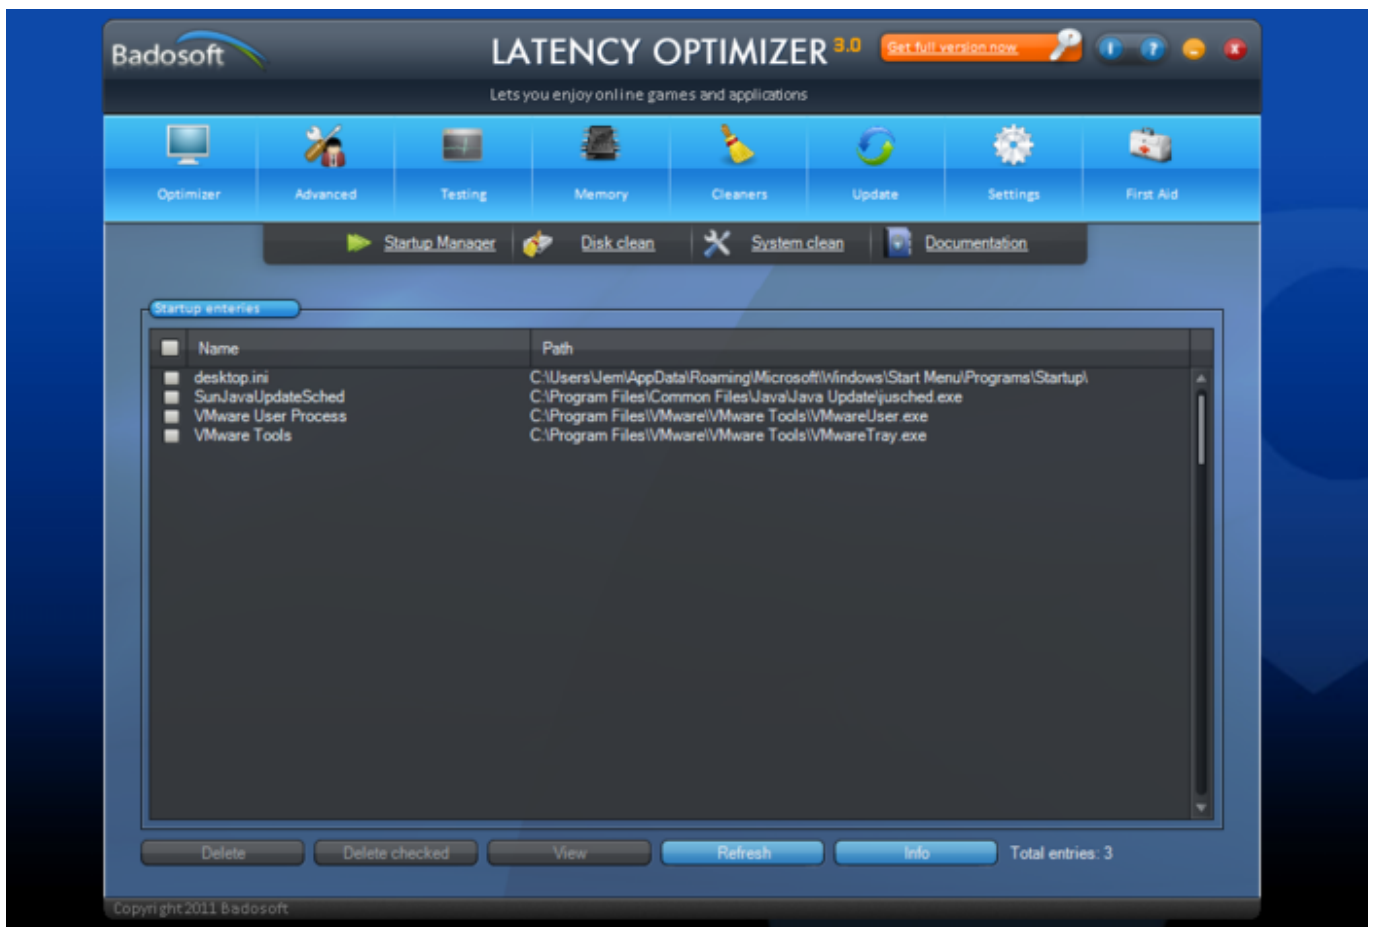 Badosoft
LATENCY OPTIMIZER 3.0
Get full version now
Lets you enjoy online games and applications
Optimizer Advanced Testing Memory Cleaners Update Settings First Aid
Startup Manager Disk clean System clean Documentation
Startup enteries
Name Path
desktop.ini C:\Users\Jem\AppData\Roaming\Microsoft\Windows\Start Menu\Programs\Startup\
SunJavaUpdateSched C:\Program Files\Common Files\Java\Java Update\jusched.exe
VMware User Process C:\Program Files\VMware\VMware Tools\VMwareUser.exe
VMware Tools C:\Program Files\VMware\VMware Tools\VMwareTray.exe
Delete Delete checked View Refresh Info Total entries: 3
Copyright 2011 Badosoft